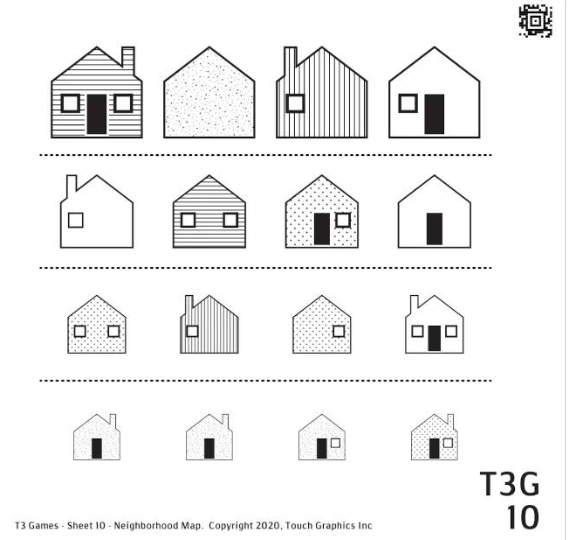 T3G
10
T3 Games - Sheet 10 - Neighborhood Map. Copyright 2020, Touch Graphics Inc